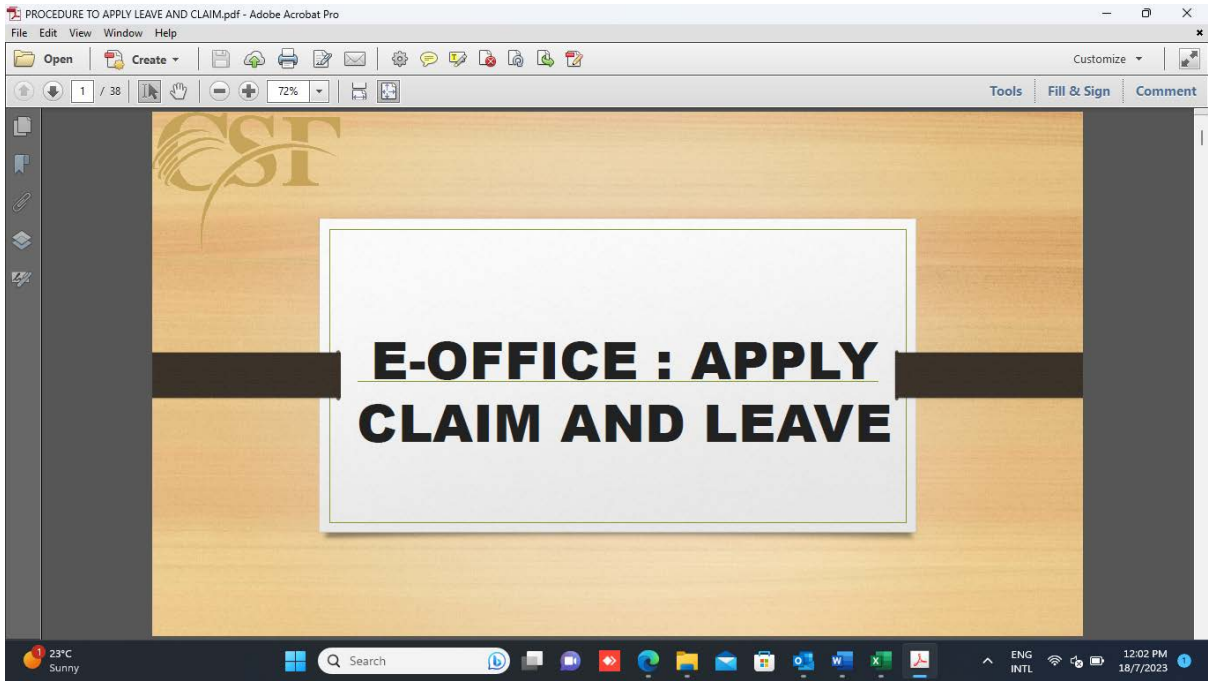 PROCEDURE TO APPLY LEAVE AND CLAIM.pdf - Adobe Acrobat Pro
File Edit View Window Help
Open Create Customize
1 / 38 72% Tools Fill & Sign Comment
CSF
E-OFFICE : APPLY
CLAIM AND LEAVE
1 23°C
Sunny
Search
ENG
INTL
12:02 PM
18/7/2023
1